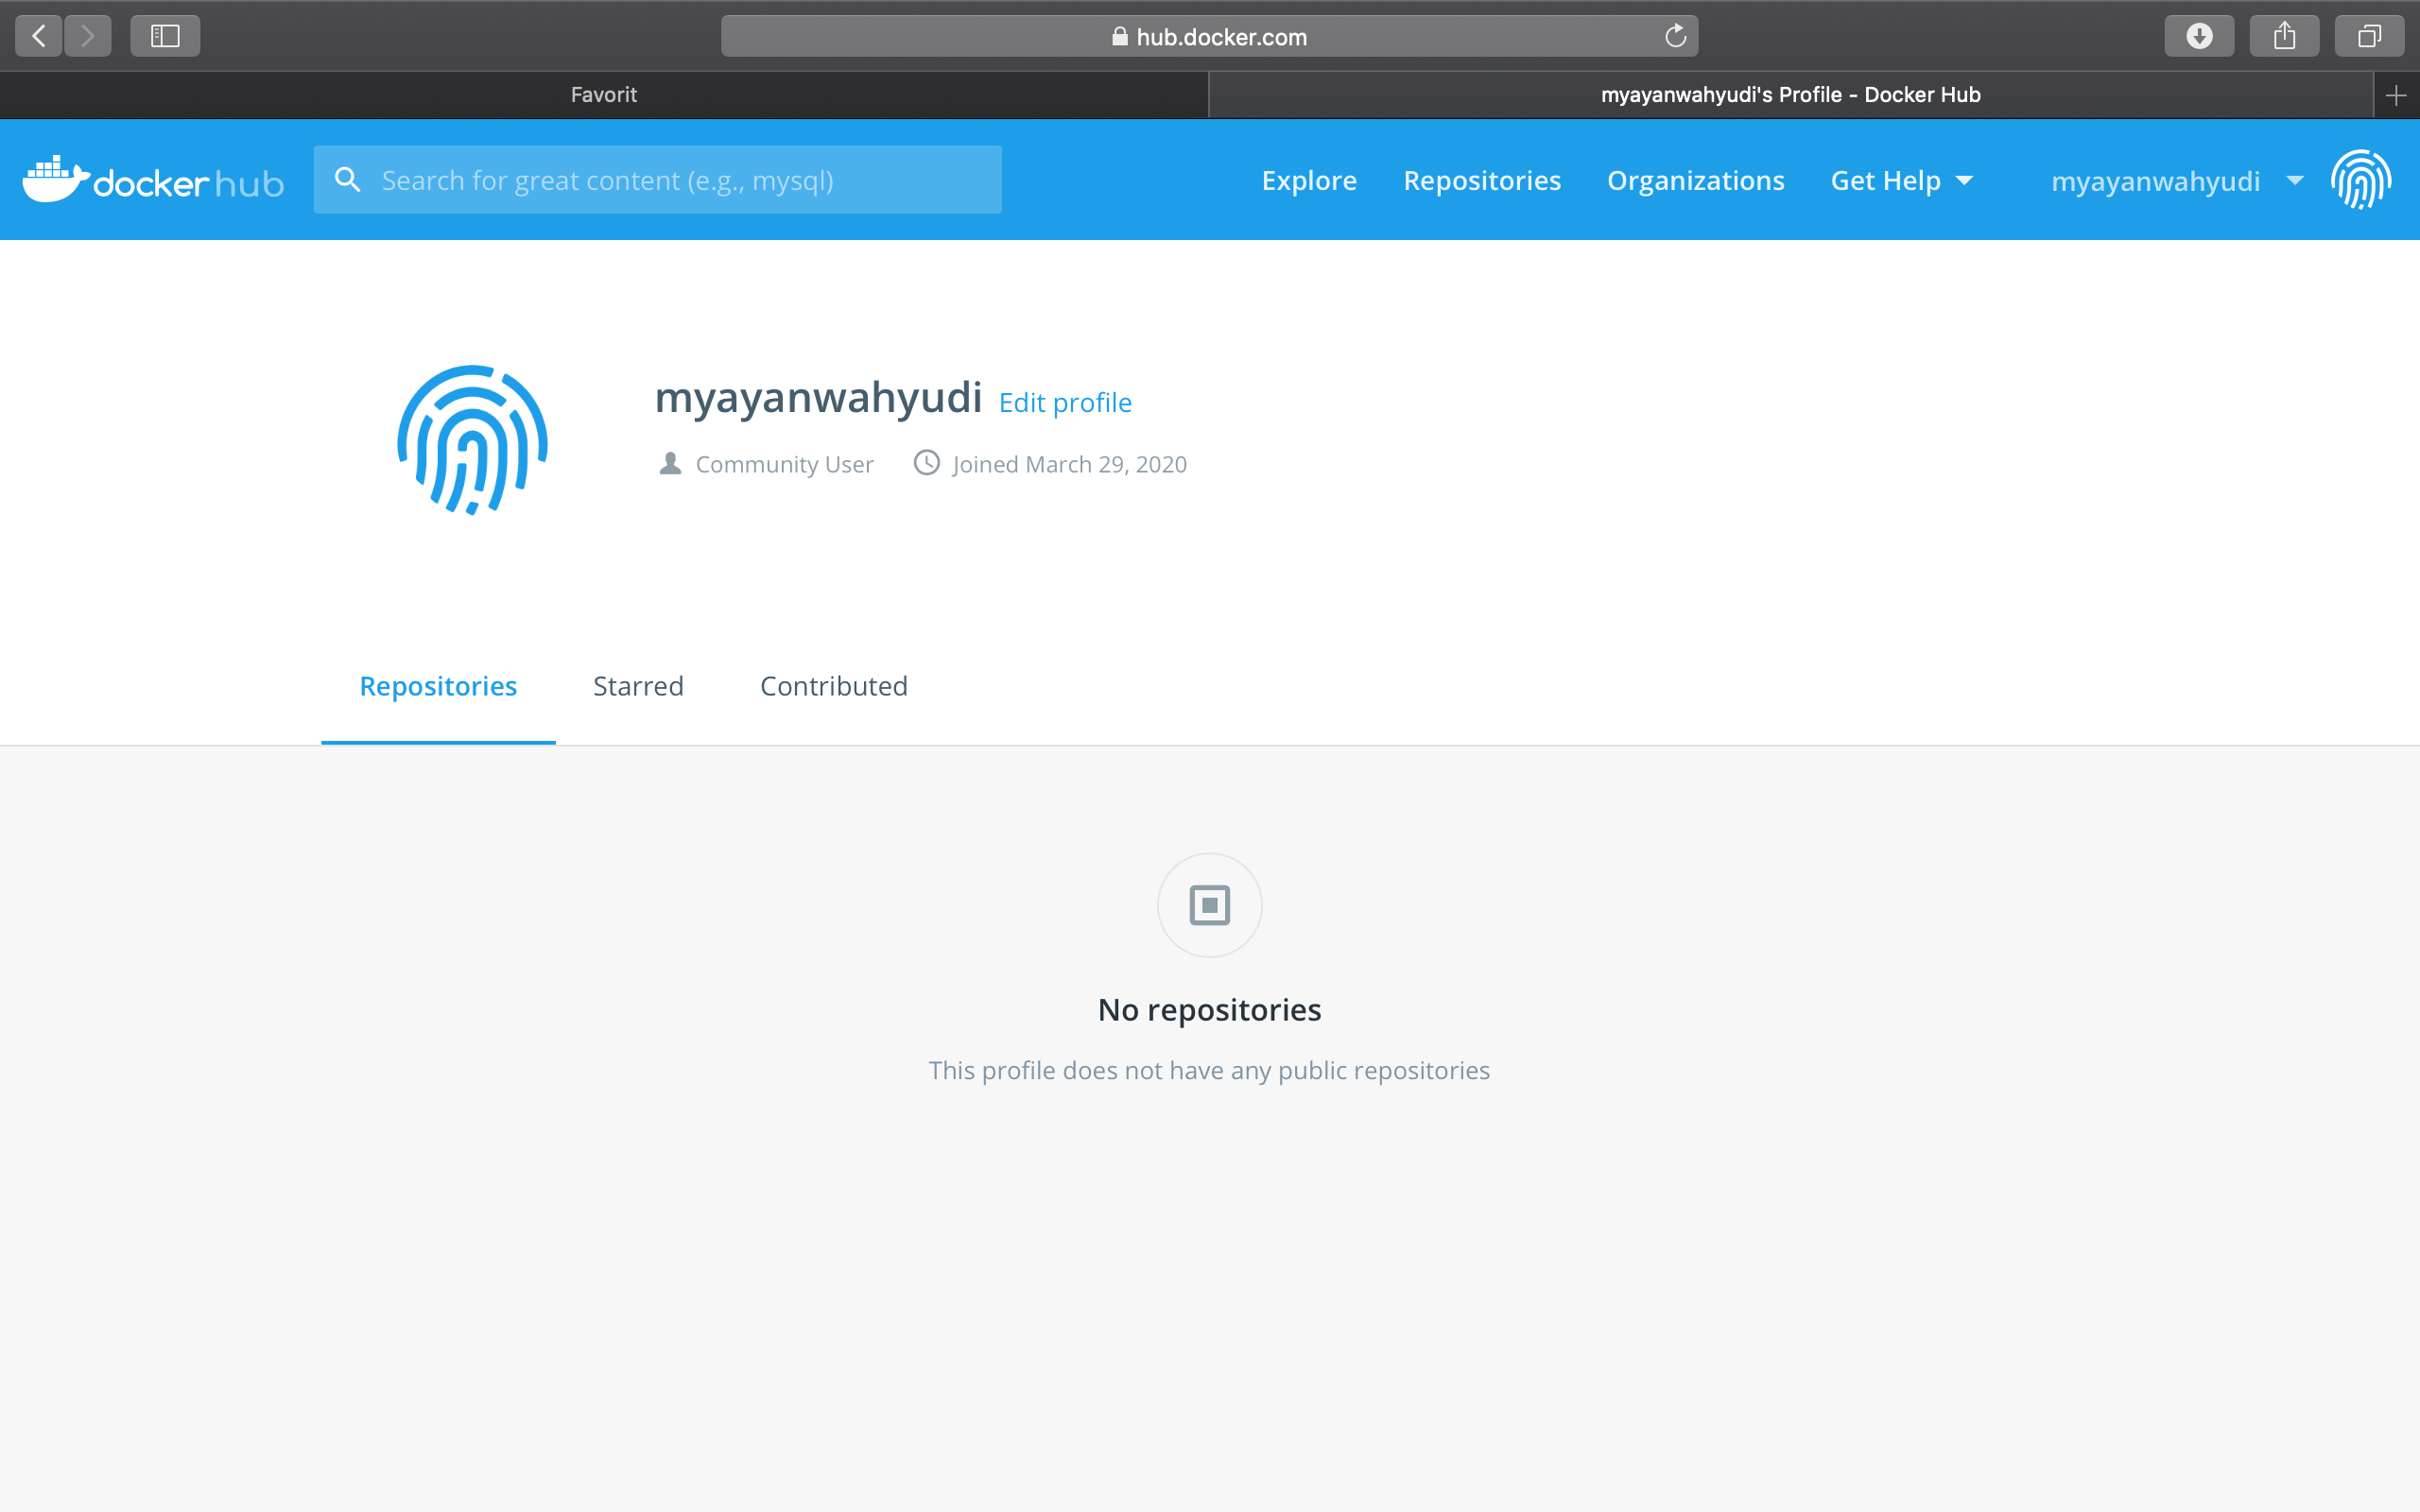 hub.docker.com
Favorit
myayanwahyudi's Profile - Docker Hub
docker hub
Search for great content (e.g., mysql)
Explore
Repositories
Organizations
Get Help
myayanwahyudi
myayanwahyudi Edit profile
Community User Joined March 29, 2020
Repositories Starred Contributed
No repositories
This profile does not have any public repositories